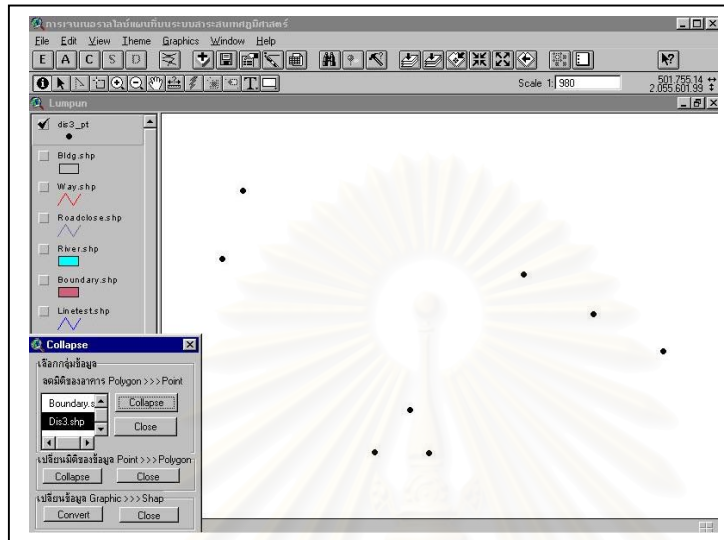 การเจนเนอราลไลซ์แผนที่บนระบบสาระสนเทศภูมิศาสตร์
File Edit View Theme Graphics Window Help
E A C S D
T
Scale 1: 980
501,755.14
2,055,601.99
Lumpun
dis3_pt
Bldg.shp
Way.shp
Roadclose.shp
River.shp
Boundary.shp
Linetest.shp
Collapse
เลือกกลุ่มข้อมูล
ลดมิติของอาคาร Polygon >>> Point
Boundary.s
Dis3.shp
Collapse
Close
เปลี่ยนมิติของข้อมูล Point >>> Polygon
Collapse Close
เปลี่ยนข้อมูล Graphic >>> Shap
Convert Close